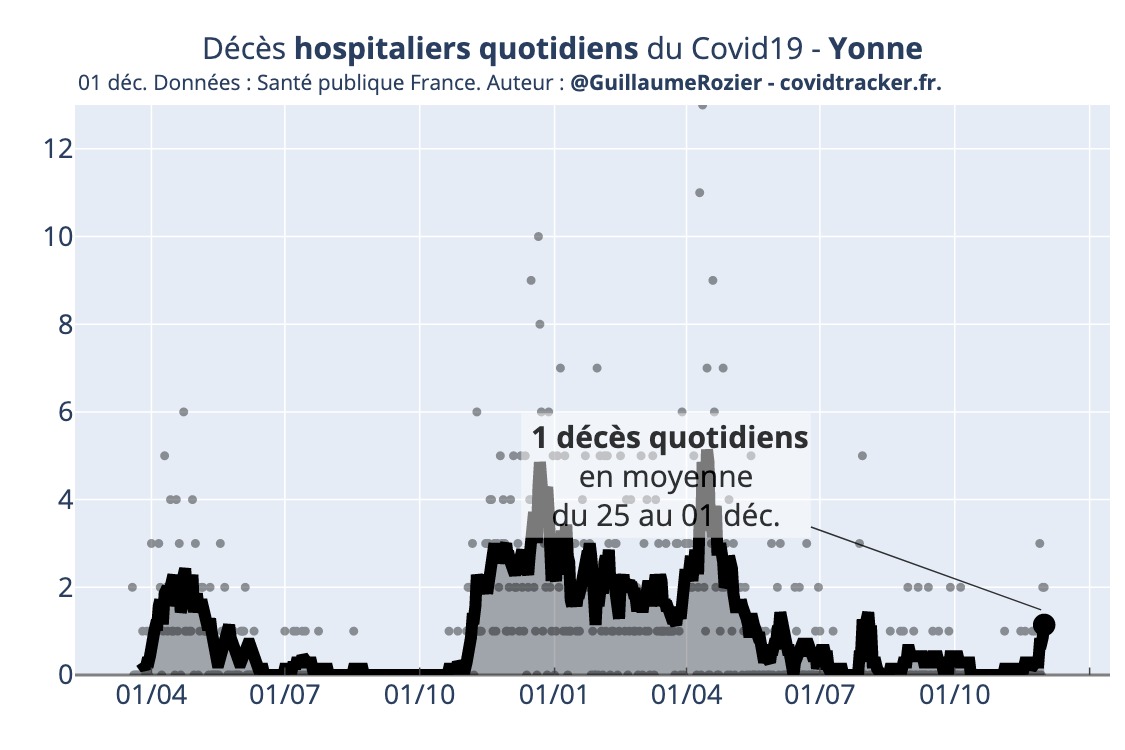 Décès hospitaliers quotidiens du Covid19 - Yonne
01 déc. Données : Santé publique France. Auteur : @GuillaumeRozier - covidtracker.fr.
12
10
8
6
1 décès quotidiens
en moyenne
4
du 25 au 01 déc.
2
0
01/04 01/07 01/10 01/01 01/04 01/07 01/10